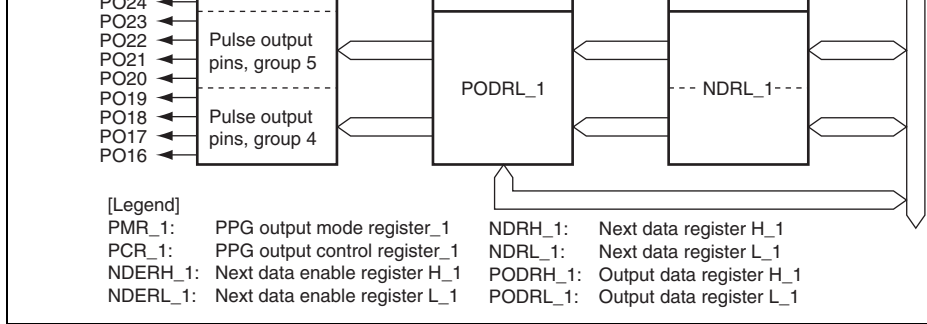 PO24
PO23
PO22
PO21
PO20
PO19
PO18
PO17
PO16
Pulse output
pins, group 5
Pulse output
pins, group 4
PODRL_1
NDRL_1
[Legend]
PMR_1: PPG output mode register_1 NDRH_1: Next data register H_1
PCR_1: PPG output control register_1 NDRL_1: Next data register L_1
NDERH_1: Next data enable register H_1 PODRH_1: Output data register H_1
NDERL_1: Next data enable register L_1 PODRL_1: Output data register L_1